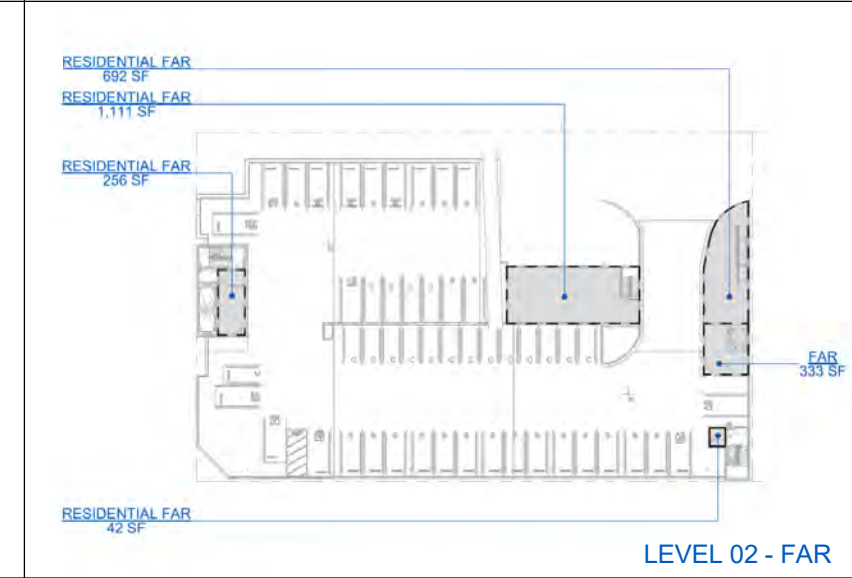 RESIDENTIAL FAR
692 SF
RESIDENTIAL FAR
1,111 SF
RESIDENTIAL FAR
256 SF
FAR
333 SF
RESIDENTIAL FAR
42 SF
LEVEL 02 - FAR